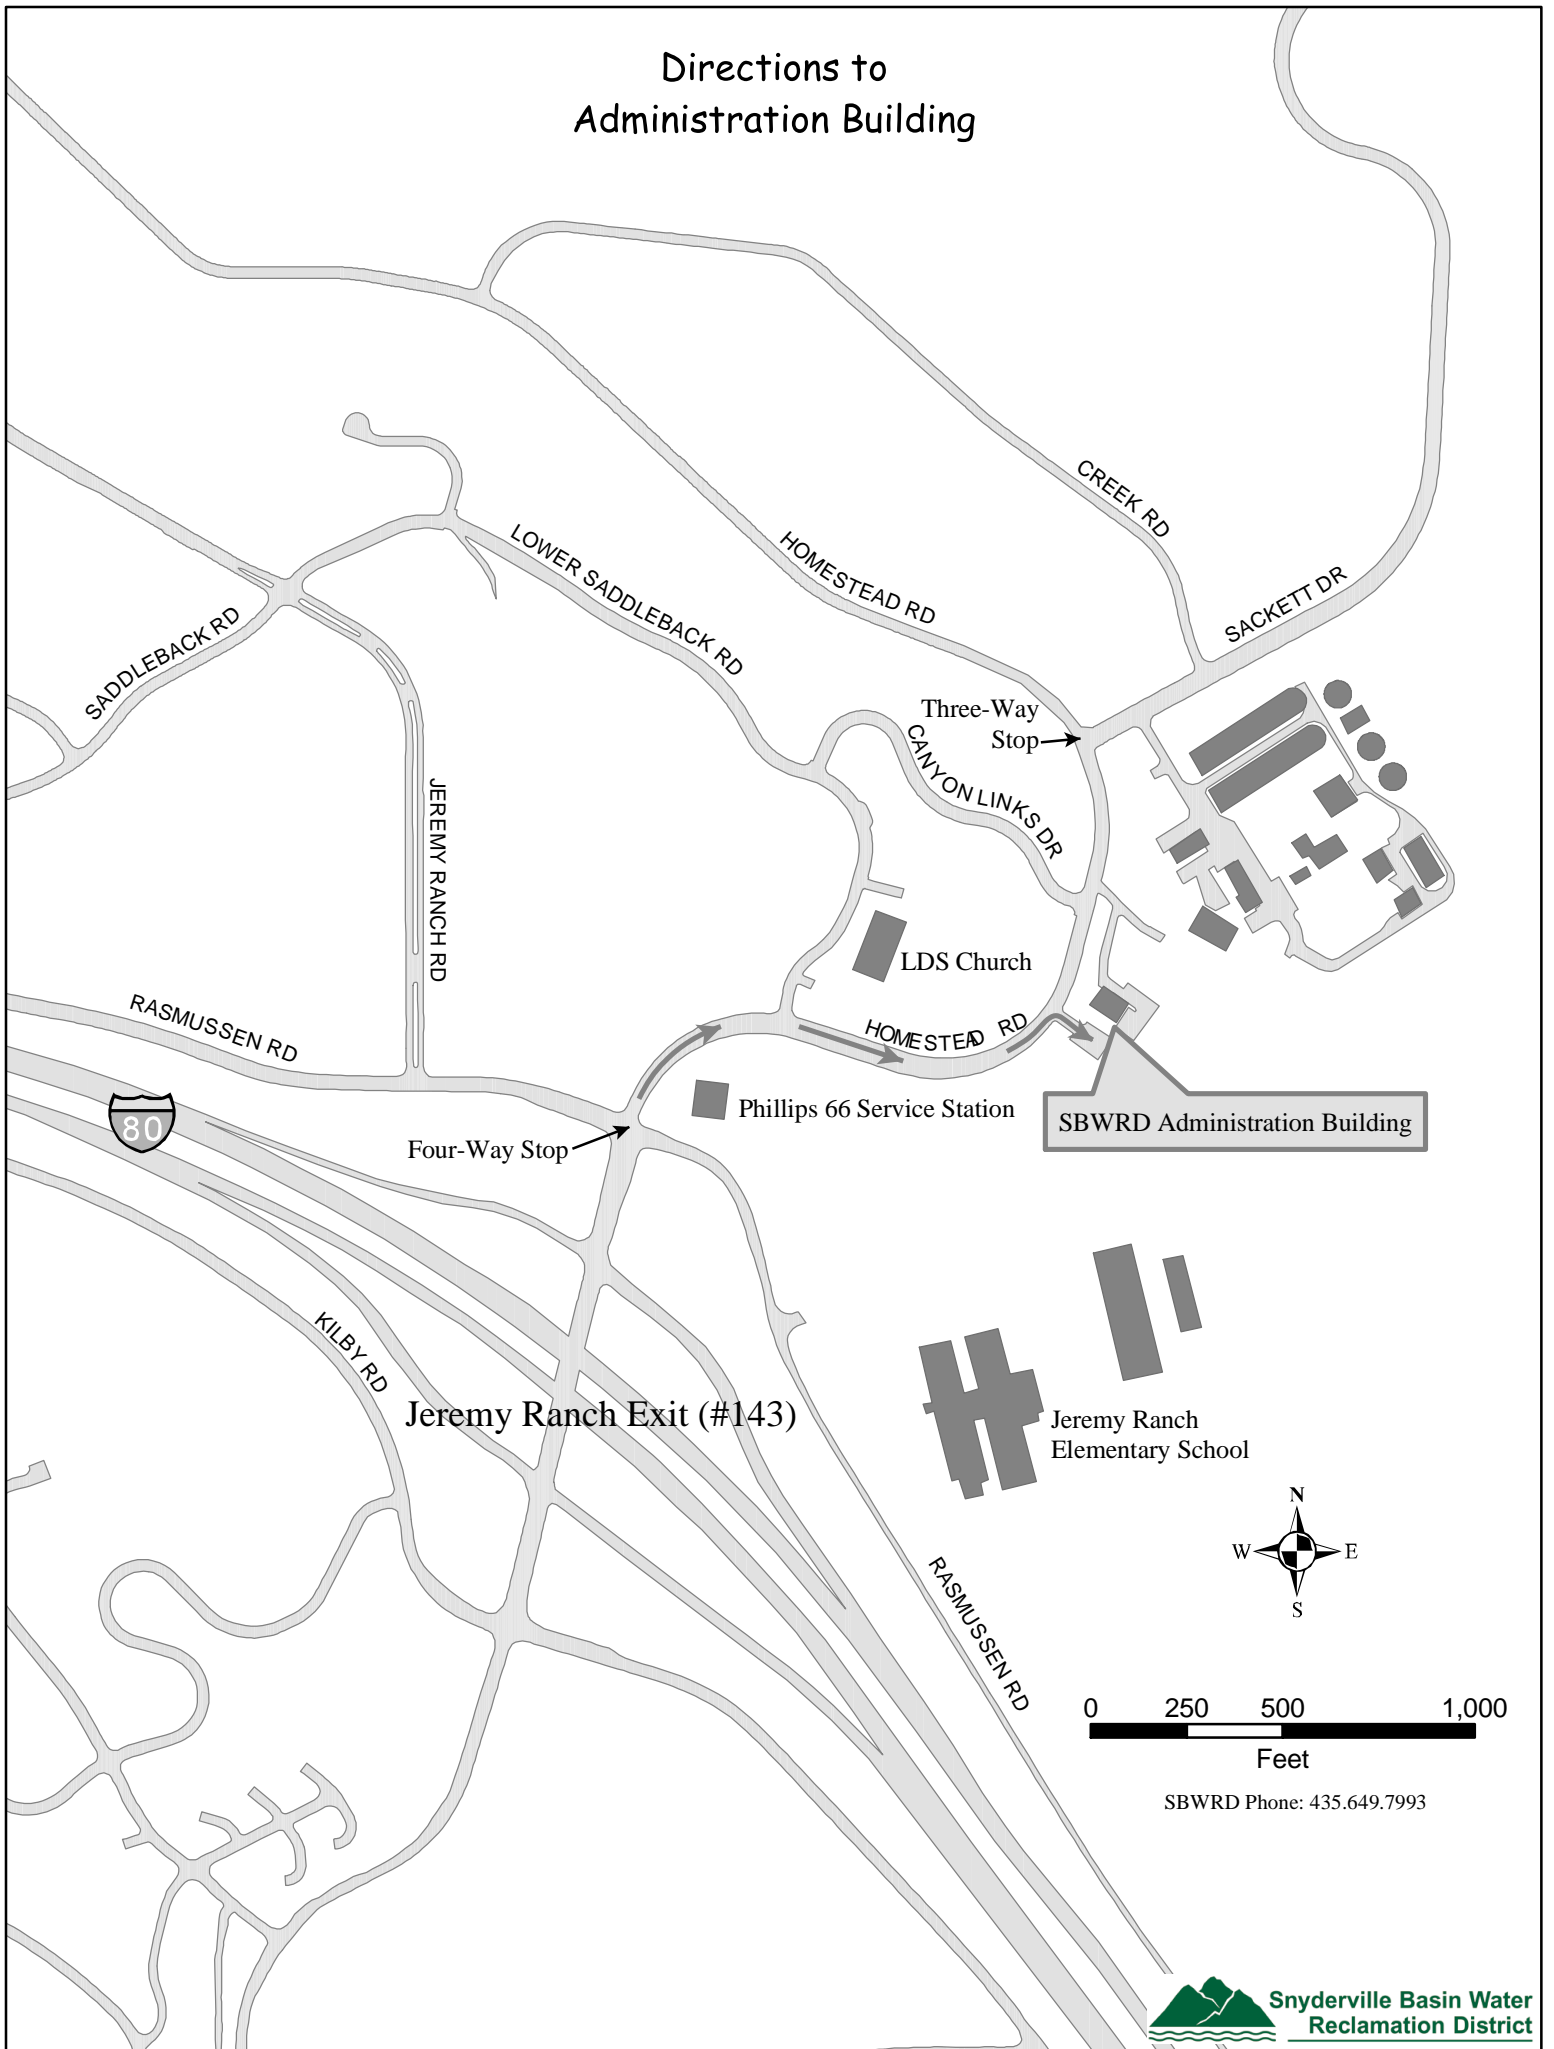 Directions to
Administration Building
CREEK RD
HOMESTEAD RD
LOWER SADDLEBACK RD
SACKETT DR
SADDLEBACK RD
Three-Way
Stop
CANYON LINKS DR
JEREMY RANCH RD
LDS Church
RASMUSSEN RD
HOMESTEAD RD
80
Phillips 66 Service Station
SBWRD Administration Building
Four-Way Stop
KILBY RD
Jeremy Ranch Exit (#143)
Jeremy Ranch
Elementary School
N
W E
S
RASMUSSEN RD
0 250 500 1,000
Feet
SBWRD Phone: 435.649.7993
Snyderville Basin Water
Reclamation District